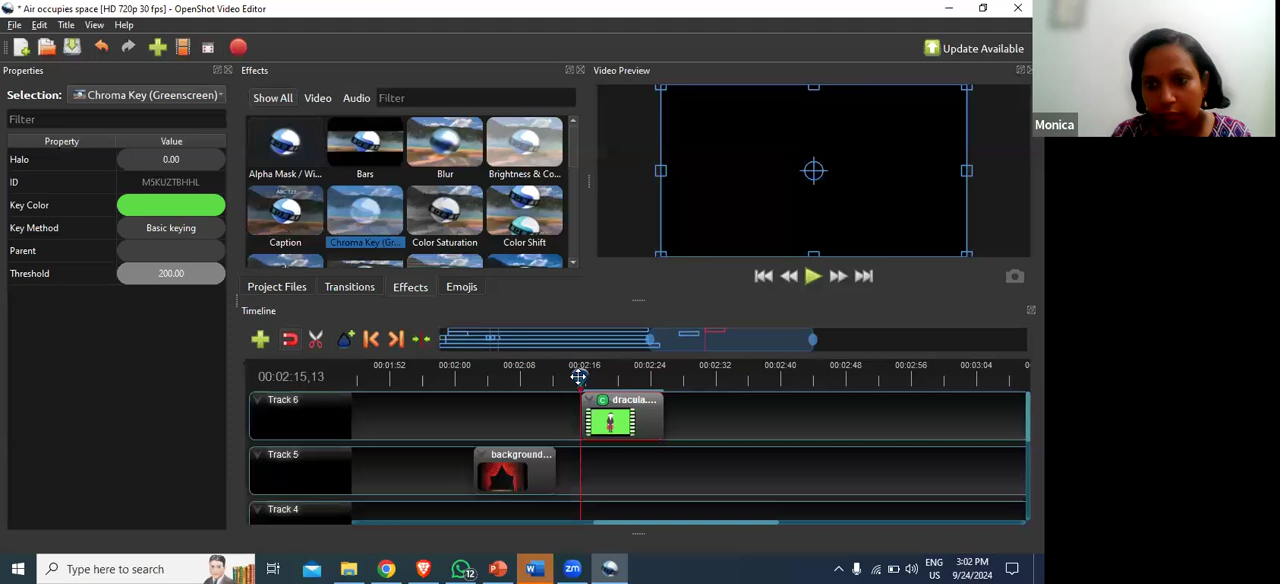 * Air occupies space [HD 720p 30 fps] - OpenShot Video Editor
File Edit Title View Help
Update Available
Properties
Effects
Video Preview
Selection: Chroma Key (Greenscreen)
Show All Video Audio Filter
Filter
Property Value
Halo 0.00
ID M5KUZTBHHL
Key Color
Key Method Basic keying
Parent
Threshold 200.00
Alpha Mask / Wi... Bars Blur Brightness & Co...
ABC 123
Caption Chroma Key (Gr... Color Saturation Color Shift
Project Files Transitions Effects Emojis
Timeline
00:02:15,13
00:01:52 00:02:00 00:02:08 00:02:16 00:02:24 00:02:32 00:02:40 00:02:48 00:02:56 00:03:04 0
Track 6
C dracula....
Track 5
background...
Track 4
Monica
Type here to search
12
ENG
US
3:02 PM
9/24/2024